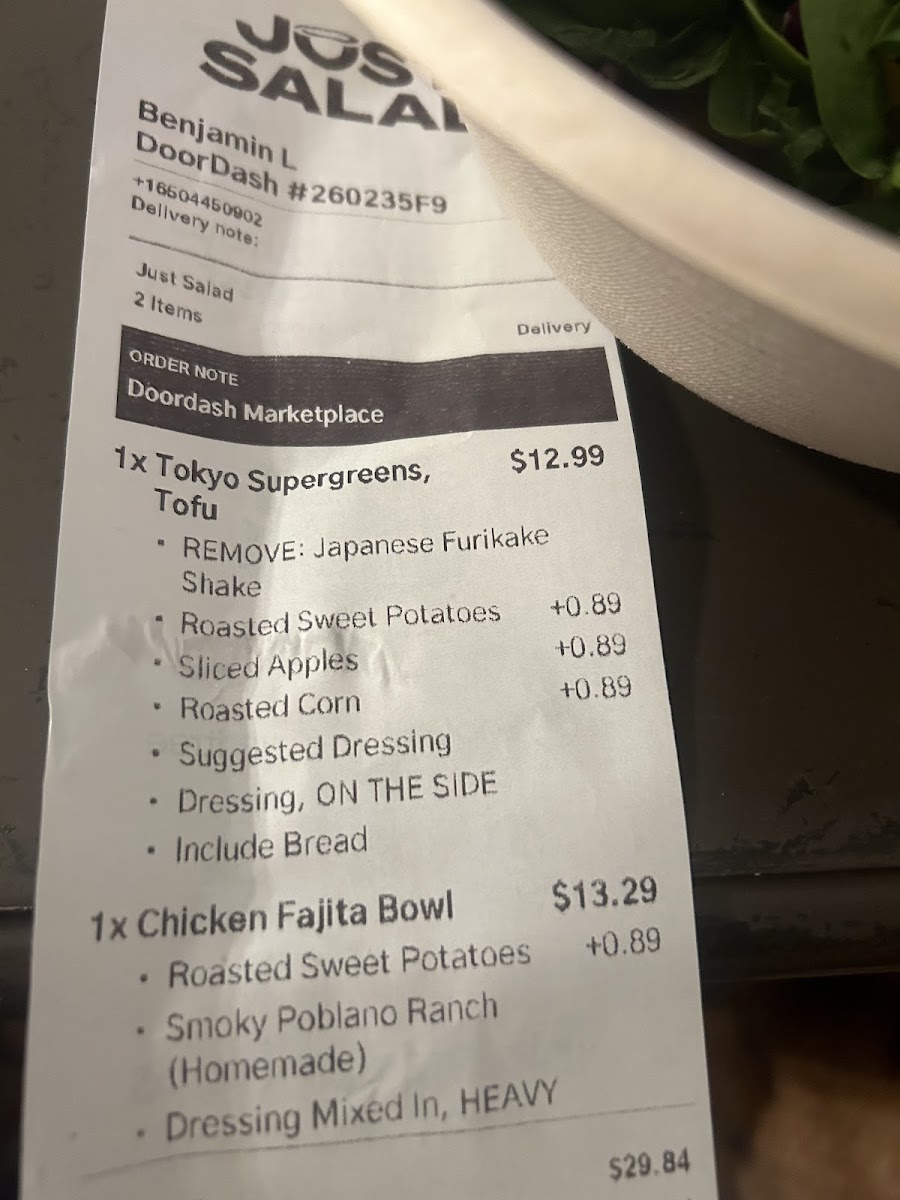 Benjamin L
DoorDash #260235F9
+16504450902
Delivery note:
Just Salad
2 Items
Delivery
ORDER NOTE
Doordash Marketplace
1x Tokyo Supergreens, $12.99
Tofu
• REMOVE: Japanese Furikake
Shake
• Roasted Sweet Potatoes +0.89
• Sliced Apples +0.89
• Roasted Corn +0.89
• Suggested Dressing
• Dressing, ON THE SIDE
• Include Bread
1x Chicken Fajita Bowl $13.29
• Roasted Sweet Potatoes +0.89
• Smoky Poblano Ranch
(Homemade)
• Dressing Mixed In, HEAVY
$29.84